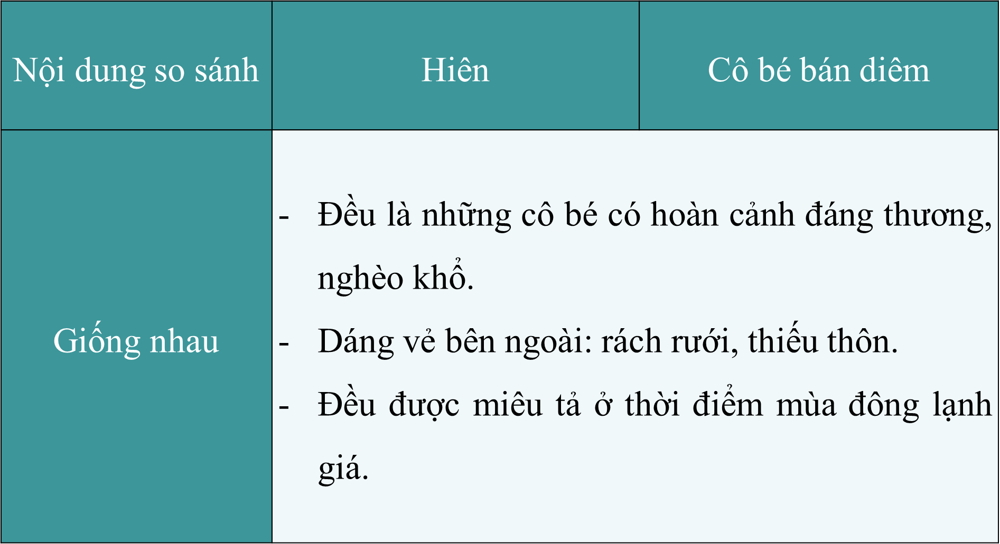 Nội dung so sánh
Hiên
Cô bé bán diêm
Giống nhau
- Đều là những cô bé có hoàn cảnh đáng thương,
nghèo khổ.
- Dáng vẻ bên ngoài: rách rưới, thiếu thôn.
- Đều được miêu tả ở thời điểm mùa đông lạnh
giá.